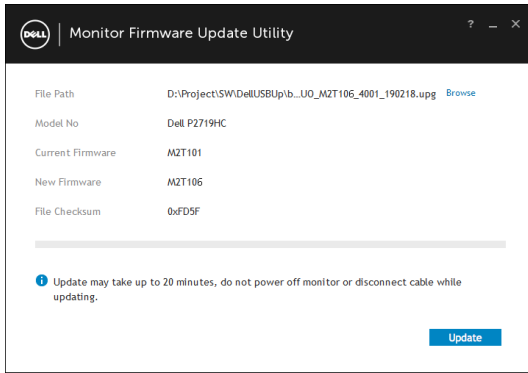 DELL
Monitor Firmware Update Utility
? _ ×
File Path D:\Project\SW\DellUSBUp\b...UO_M2T106_4001_190218.upg Browse
Model No Dell P2719HC
Current Firmware M2T101
New Firmware M2T106
File Checksum 0xFD5F
Update may take up to 20 minutes, do not power off monitor or disconnect cable while
updating.
Update